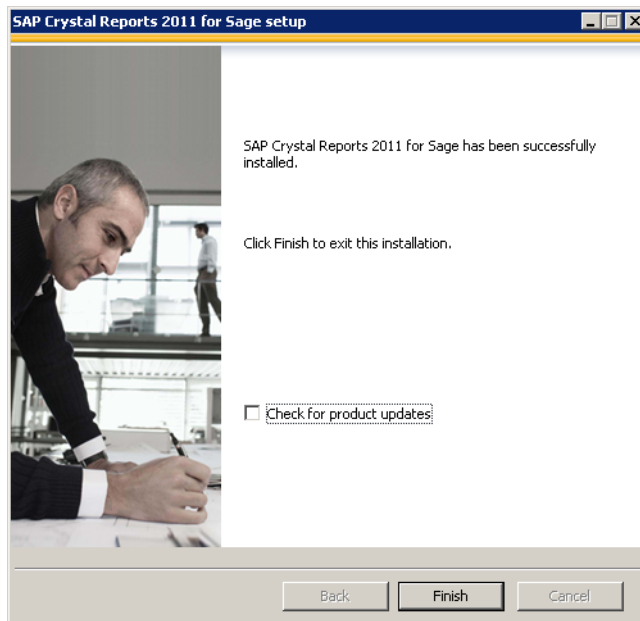 SAP Crystal Reports 2011 for Sage setup
SAP Crystal Reports 2011 for Sage has been successfully
installed.
Click Finish to exit this installation.
Check for product updates
Back Finish Cancel